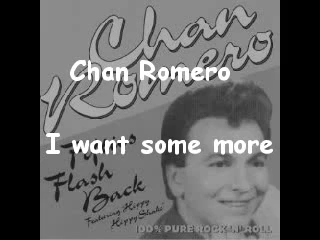 Chan
Romero
Chan Romero
I want some more
Flash
Back
Featuring Hippy
Hippy Shake
100% PURE ROCK 'N' ROLL